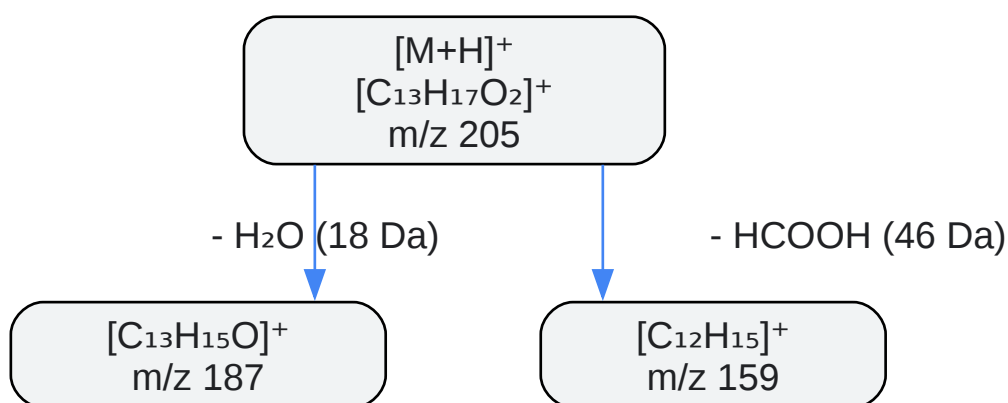 [M+H]⁺
[C₁₃H₁₇O₂]⁺
m/z 205
- H₂O (18 Da)
- HCOOH (46 Da)
[C₁₃H₁₅O]⁺
m/z 187
[C₁₂H₁₅]⁺
m/z 159